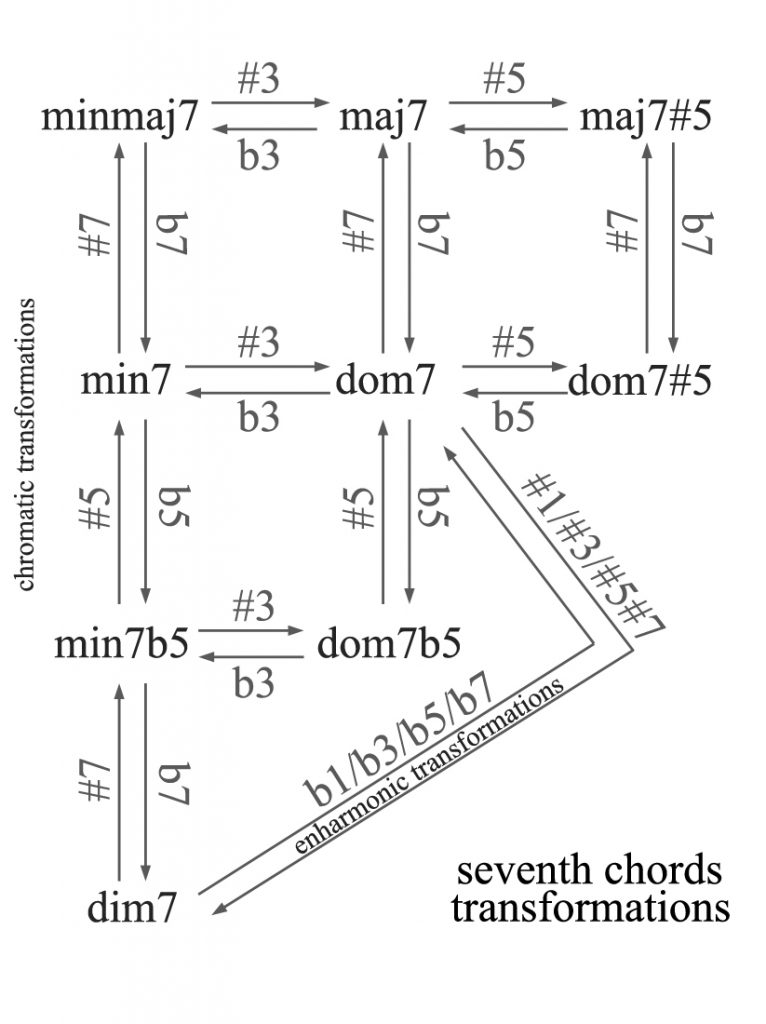 #3
#5
minmaj7
maj7
maj7#5
b3
b5
#7
b7
#7
b7
#7
b7
chromatic transformations
#3
#5
min7
dom7
dom7#5
b3
b5
#5
b5
#5
b5
#1/#3/#5#7
#3
min7b5
dom7b5
b3
b1/b3/b5/b7
enharmonic transformations
#7
b7
dim7
seventh chords
transformations